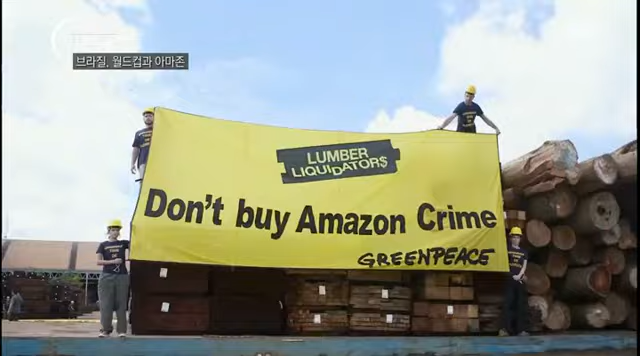 브라질, 월드컵과 아마존
LUMBER
LIQUIDATOR$
Don't buy Amazon Crime
GREENPEACE